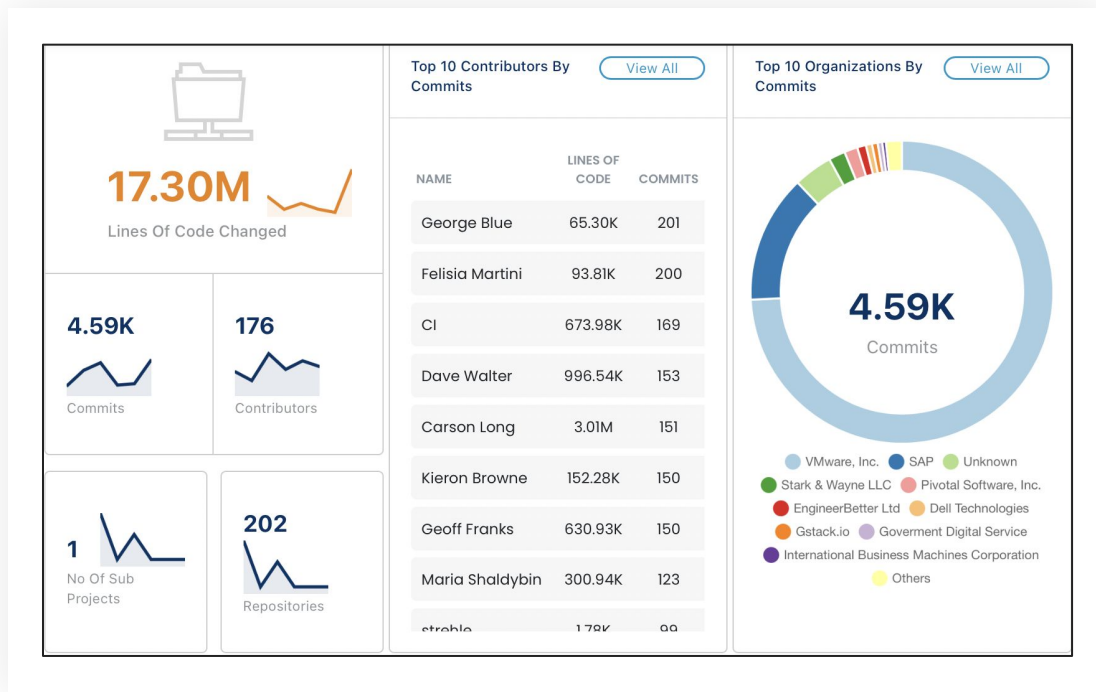 17.30M
Lines Of Code Changed
4.59K
Commits
176
Contributors
1
No Of Sub
Projects
202
Repositories
Top 10 Contributors By
Commits
View All
LINES OF
NAME CODE COMMITS
George Blue 65.30K 201
Felisia Martini 93.81K 200
CI 673.98K 169
Dave Walter 996.54K 153
Carson Long 3.01M 151
Kieron Browne 152.28K 150
Geoff Franks 630.93K 150
Maria Shaldybin 300.94K 123
strehle 1.78K 99
Top 10 Organizations By
Commits
View All
4.59K
Commits
VMware, Inc. SAP Unknown
Stark & Wayne LLC Pivotal Software, Inc.
EngineerBetter Ltd Dell Technologies
Gstack.io Goverment Digital Service
International Business Machines Corporation
Others